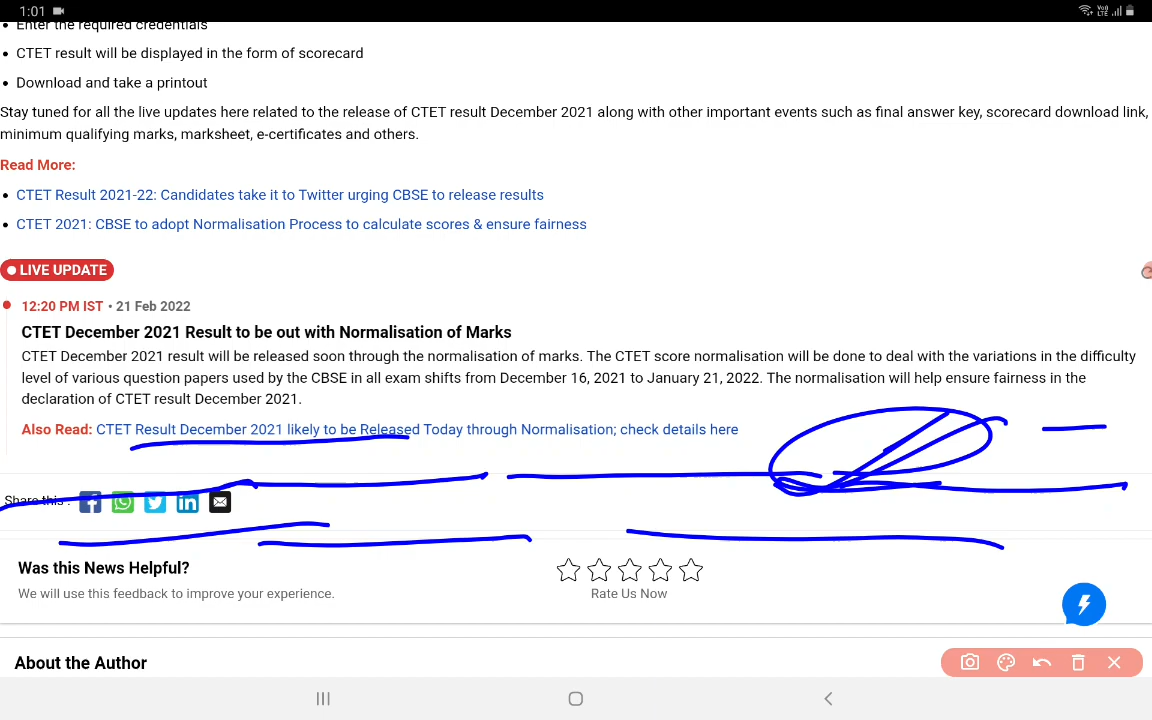 1:01
Vo) LTE
• Enter the required credentials
• CTET result will be displayed in the form of scorecard
• Download and take a printout
Stay tuned for all the live updates here related to the release of CTET result December 2021 along with other important events such as final answer key, scorecard download link,
minimum qualifying marks, marksheet, e-certificates and others.
Read More:
• CTET Result 2021-22: Candidates take it to Twitter urging CBSE to release results
• CTET 2021: CBSE to adopt Normalisation Process to calculate scores & ensure fairness
LIVE UPDATE
12:20 PM IST • 21 Feb 2022
CTET December 2021 Result to be out with Normalisation of Marks
CTET December 2021 result will be released soon through the normalisation of marks. The CTET score normalisation will be done to deal with the variations in the difficulty
level of various question papers used by the CBSE in all exam shifts from December 16, 2021 to January 21, 2022. The normalisation will help ensure fairness in the
declaration of CTET result December 2021.
Also Read: CTET Result December 2021 likely to be Released Today through Normalisation; check details here
Share this :
Was this News Helpful?
We will use this feedback to improve your experience.
Rate Us Now
About the Author